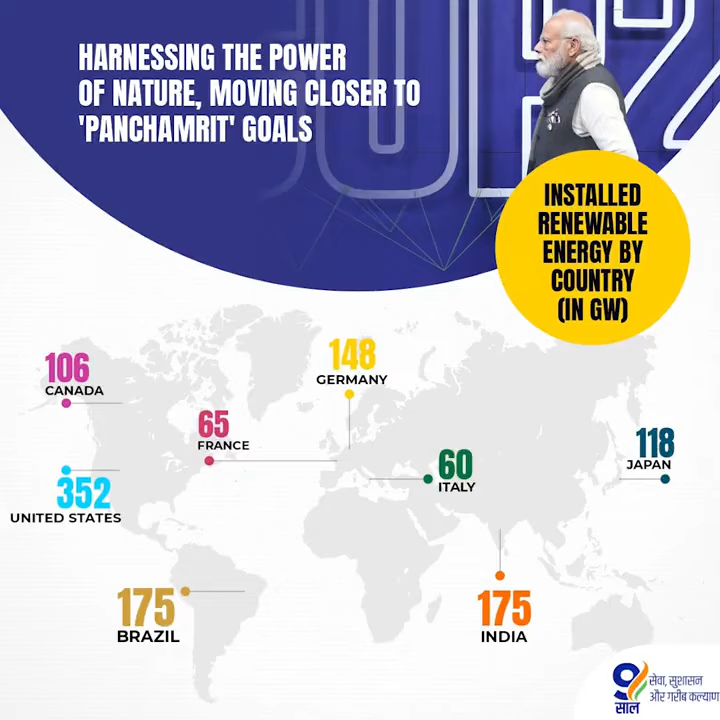 HARNESSING THE POWER
OF NATURE, MOVING CLOSER TO
'PANCHAMRIT' GOALS
INSTALLED
RENEWABLE
ENERGY BY
COUNTRY
(IN GW)
106
CANADA
148
GERMANY
65
FRANCE
118
JAPAN
60
ITALY
352
UNITED STATES
175
BRAZIL
175
INDIA
9
साल
सेवा, सुशासन
और गरीब कल्याण